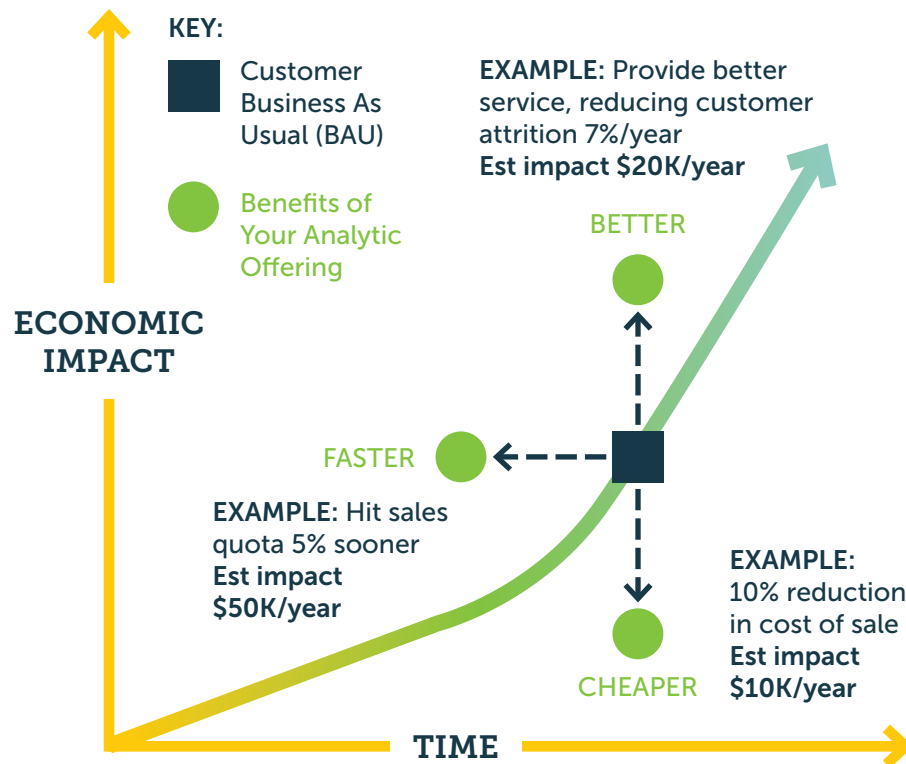 KEY:
Customer
Business As
Usual (BAU)
Benefits of
Your Analytic
Offering
EXAMPLE: Provide better
service, reducing customer
attrition 7%/year
Est impact $20K/year
BETTER
ECONOMIC
IMPACT
FASTER
EXAMPLE: Hit sales
quota 5% sooner
Est impact
$50K/year
EXAMPLE:
10% reduction
in cost of sale
Est impact
$10K/year
CHEAPER
TIME